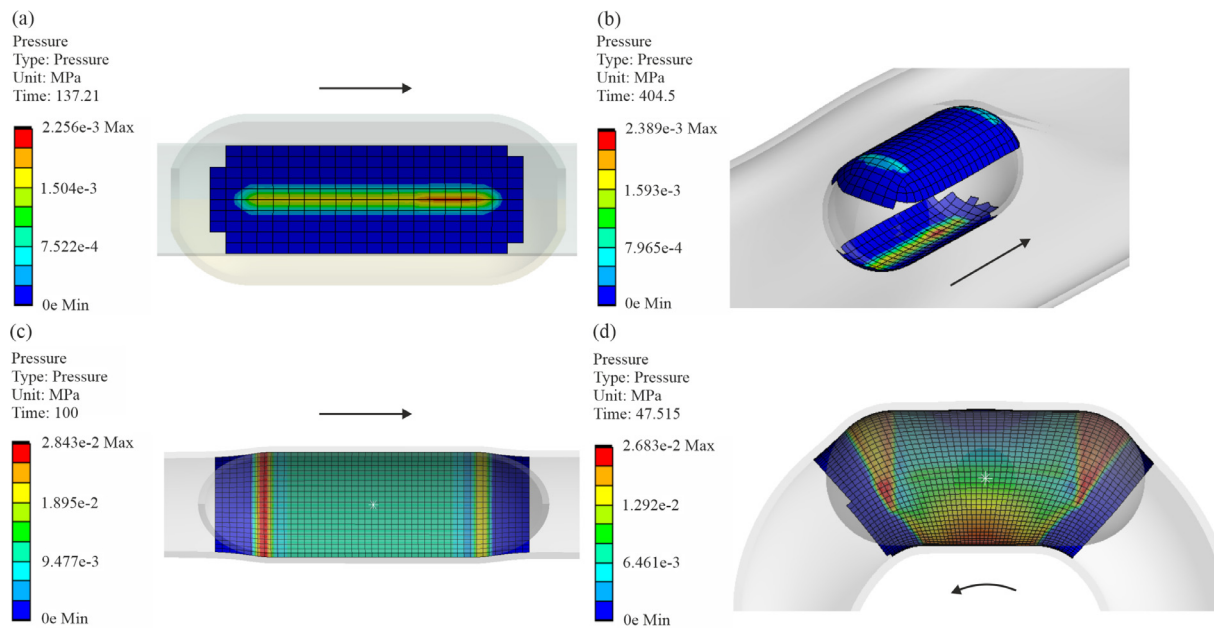 (a)
Pressure
Type: Pressure
Unit: MPa
Time: 137.21
2.256e-3 Max
1.504e-3
7.522e-4
0e Min
(b)
Pressure
Type: Pressure
Unit: MPa
Time: 404.5
2.389e-3 Max
1.593e-3
7.965e-4
0e Min
(c)
Pressure
Type: Pressure
Unit: MPa
Time: 100
2.843e-2 Max
1.895e-2
9.477e-3
0e Min
(d)
Pressure
Type: Pressure
Unit: MPa
Time: 47.515
2.683e-2 Max
1.292e-2
6.461e-3
0e Min